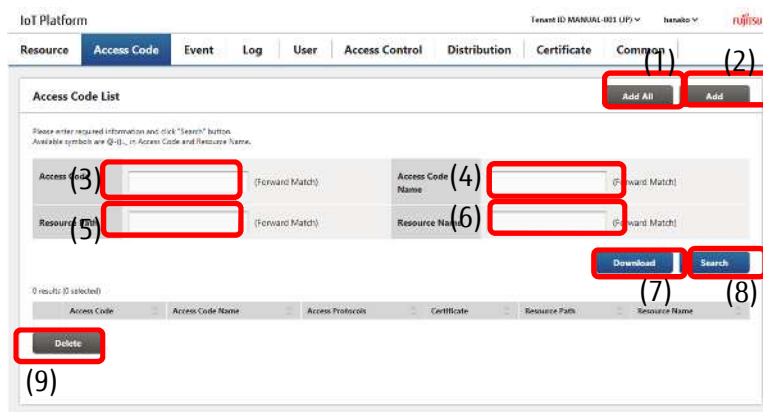 IoT Platform Tenant ID MANUAL-001 (JP) hanako FUJITSU
Resource Access Code Event Log User Access Control Distribution Certificate Common
(1) (2)
Access Code List Add All Add
Please enter required information and click "Search" button.
Available symbols are @-()., in Access Code and Resource Name.
Access Code (3) (Forward Match) Access Code Name (4) (Forward Match)
Resource Path (5) (Forward Match) Resource Name (6) (Forward Match)
Download Search
(7) (8)
0 results (0 selected)
Access Code Access Code Name Access Protocols Certificate Resource Path Resource Name
Delete
(9)